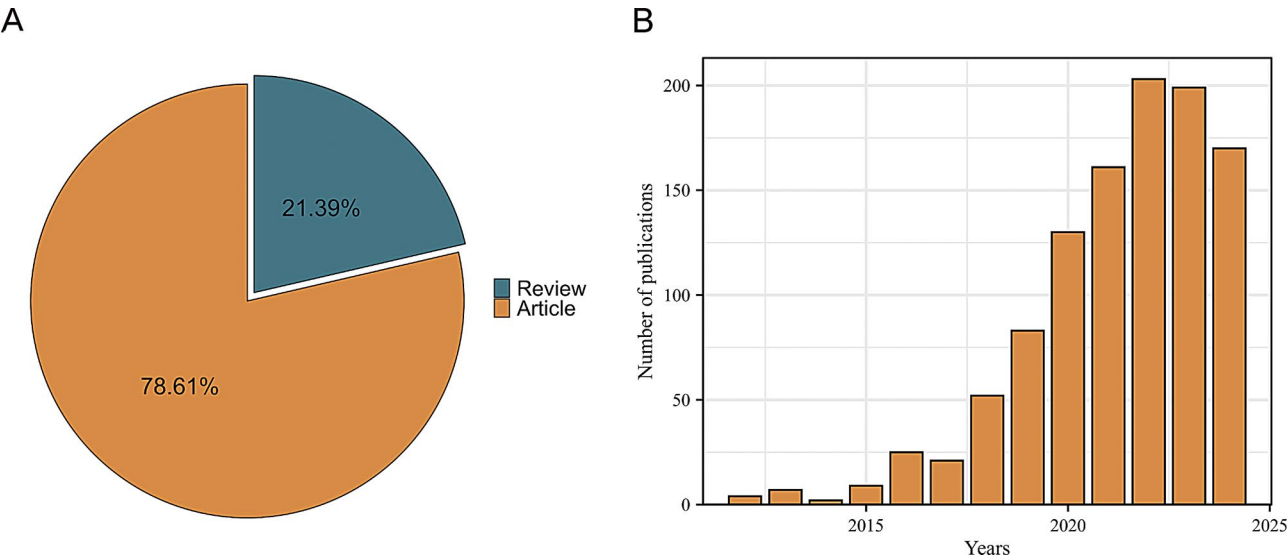 A
21.39%
78.61%
Review
Article
B
Number of publications
200
150
100
50
0
2015
2020
2025
Years